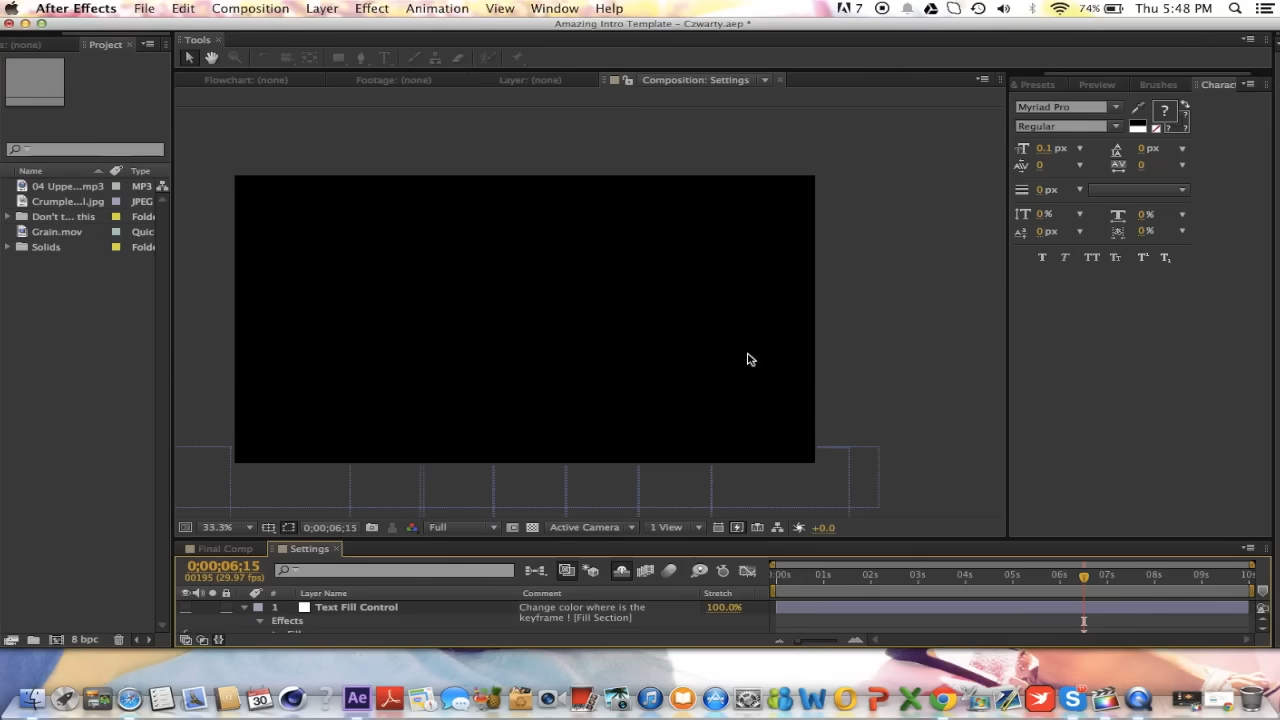 After Effects File Edit Composition Layer Effect Animation View Window Help 7 74% Thu 5:48 PM
Amazing Intro Template – Czwarty.aep *
s: (none) Project Tools
Flowchart: (none) Footage: (none) Layer: (none) Composition: Settings
& Presets Preview Brushes Charac
Myriad Pro
Regular
0.1 px 0 px
0 0
0 px
0 % 0 %
0 px 0 %
Name Type
04 Uppe...mp3 MP3
Crumple...l.jpg JPEG
Don't t... this Folde
Grain.mov Quic
Solids Folde
33.3% 0;00;06;15 Full Active Camera 1 View +0.0
Final Comp Settings
0;00;06;15
00195 (29.97 fps)
:00s 01s 02s 03s 04s 05s 06s 07s 08s 09s 10s
# Layer Name Comment Stretch
1 Text Fill Control Change color where is the 100.0%
keyframe ! [Fill Section]
Effects
8 bpc
30 Ae W O P X S